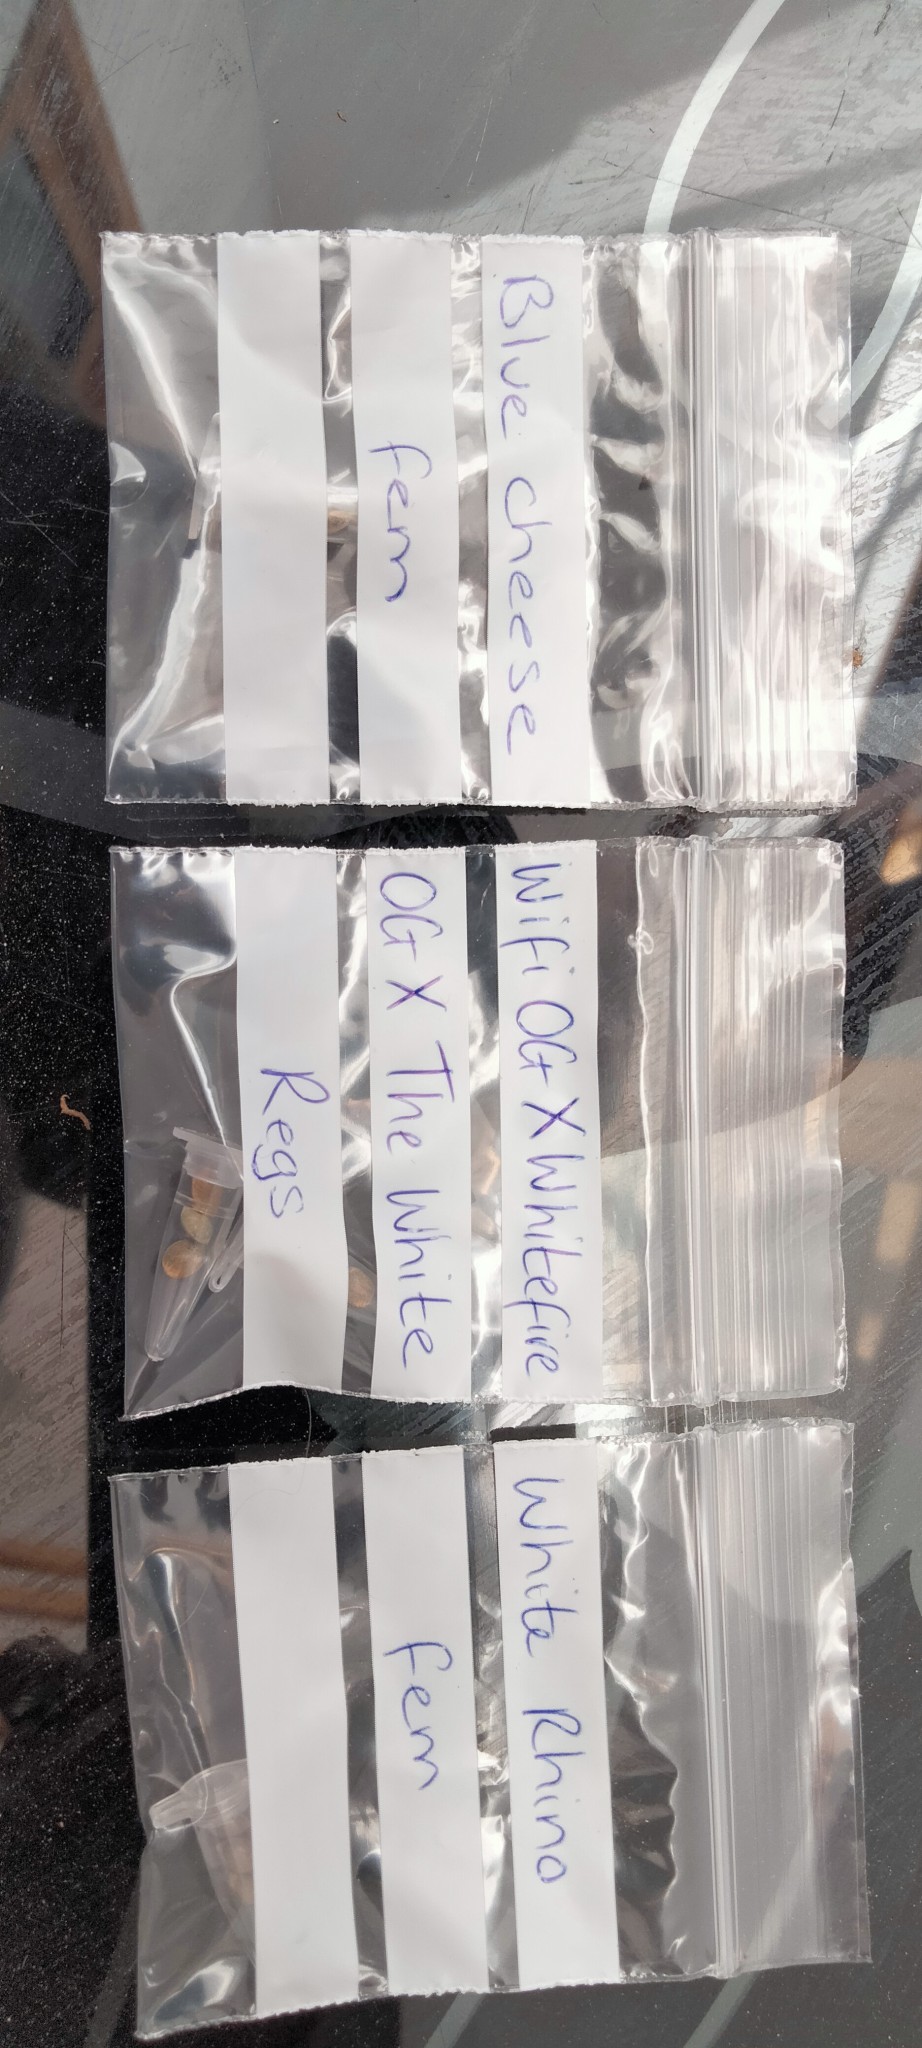 Blue cheese
fem
Wifi OG X Whitefire
OG X The White
Regs
White Rhino
fem